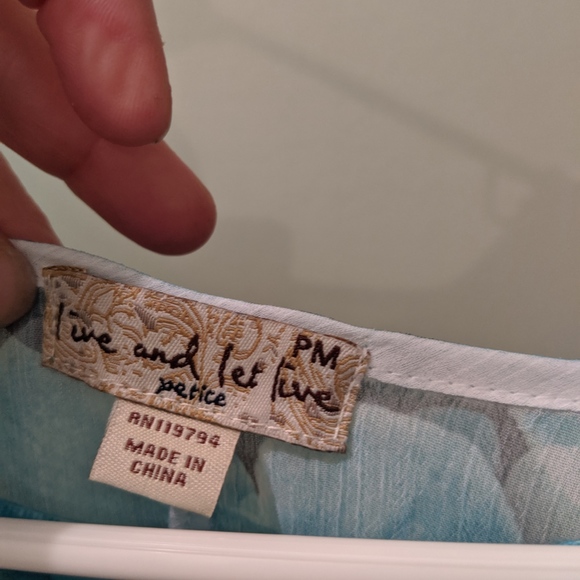 live and let live
petite
PM
RN119794
MADE IN
CHINA